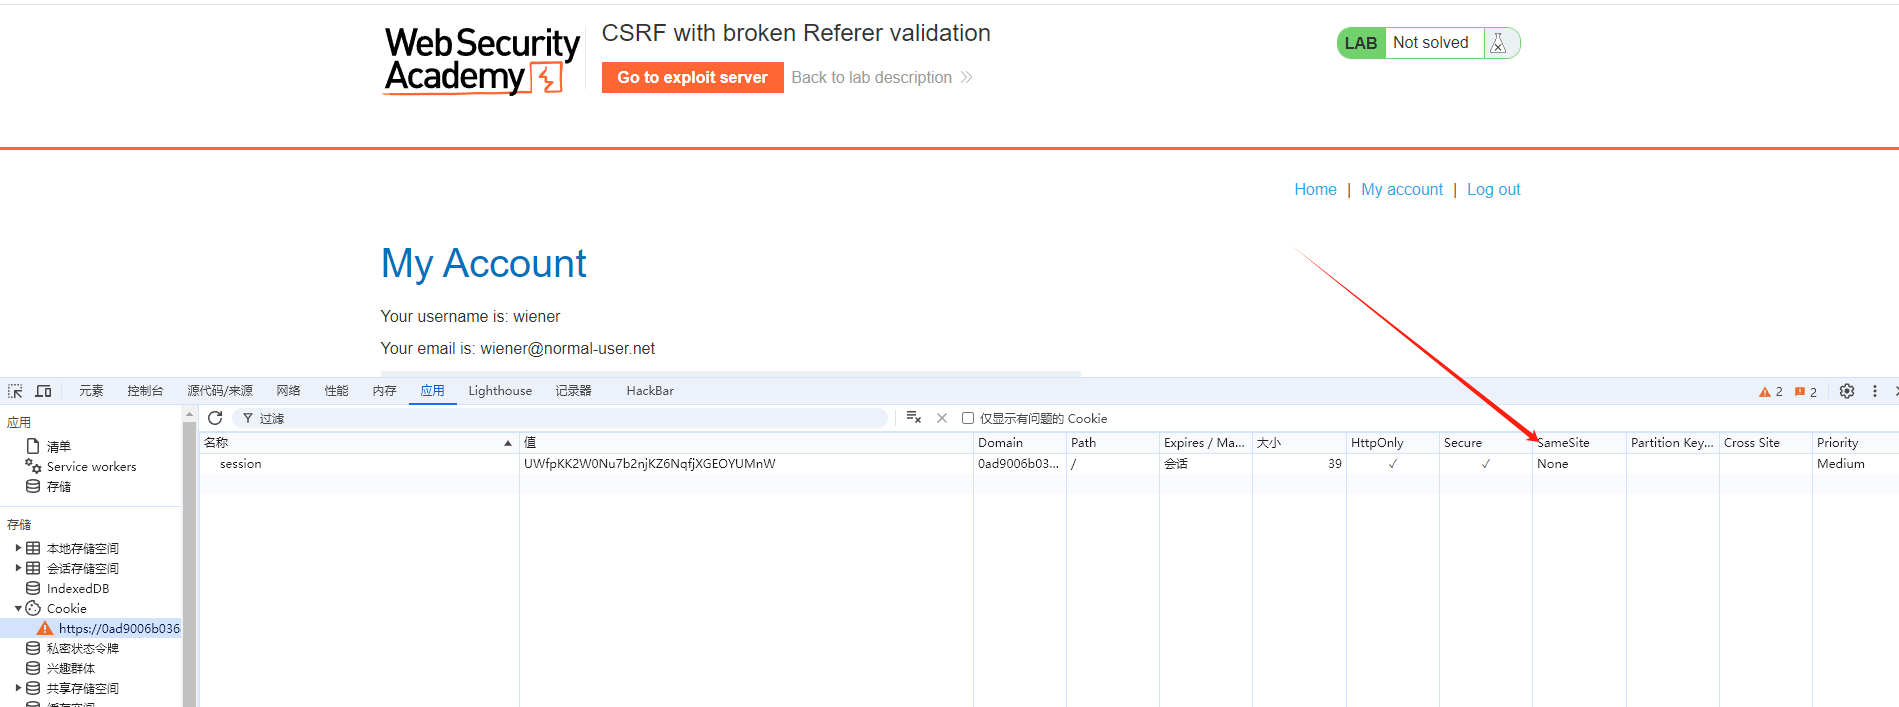 Web Security
Academy
CSRF with broken Referer validation
Go to exploit server
Back to lab description
LAB Not solved
Home | My account | Log out
My Account
Your username is: wiener
Your email is: wiener@normal-user.net
元素 控制台 源代码/来源 网络 性能 内存 应用 Lighthouse 记录器 HackBar 2 2
应用
清单
Service workers
存储
存储
本地存储空间
会话存储空间
IndexedDB
Cookie
https://0ad9006b036
私密状态令牌
兴趣群体
共享存储空间
过滤 仅显示有问题的 Cookie
名称 值 Domain Path Expires / Ma... 大小 HttpOnly Secure SameSite Partition Key... Cross Site Priority
session UWfpKK2W0Nu7b2njKZ6NqfjXGEOYUMnW 0ad9006b03... / 会话 39 ✓ ✓ None Medium